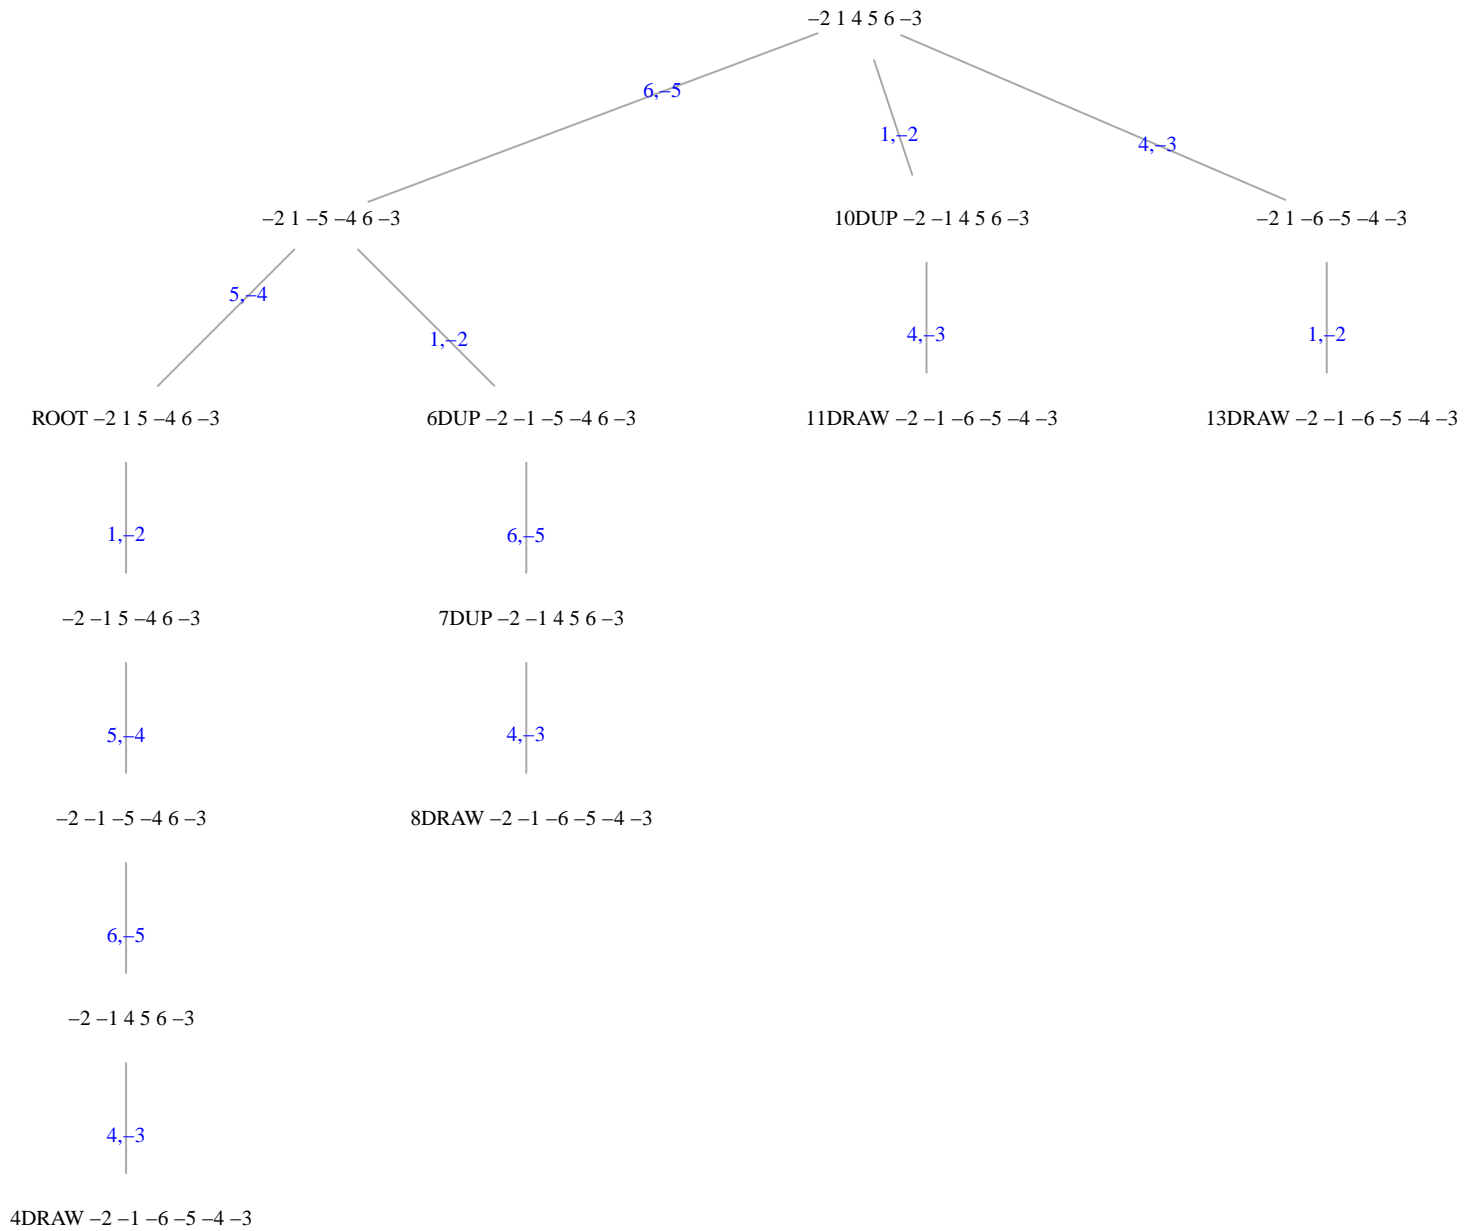 –2 1 4 5 6 –3
6,–5
1,–2
4,–3
–2 1 –5 –4 6 –3
10DUP –2 –1 4 5 6 –3
–2 1 –6 –5 –4 –3
5,–4
1,–2
4,–3
1,–2
ROOT –2 1 5 –4 6 –3
6DUP –2 –1 –5 –4 6 –3
11DRAW –2 –1 –6 –5 –4 –3
13DRAW –2 –1 –6 –5 –4 –3
1,–2
6,–5
–2 –1 5 –4 6 –3
7DUP –2 –1 4 5 6 –3
5,–4
4,–3
–2 –1 –5 –4 6 –3
8DRAW –2 –1 –6 –5 –4 –3
6,–5
–2 –1 4 5 6 –3
4,–3
4DRAW –2 –1 –6 –5 –4 –3